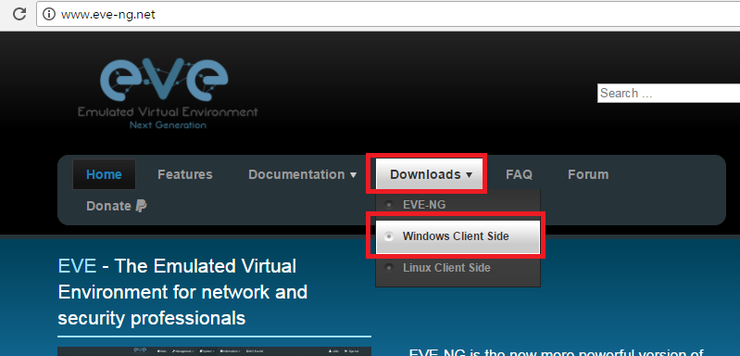 www.eve-ng.net
eve
Emulated Virtual Environment
Next Generation
Search ...
Home Features Documentation Downloads FAQ Forum
Donate
EVE-NG
Windows Client Side
Linux Client Side
EVE - The Emulated Virtual
Environment for network and
security professionals
EVE-NG is the new more powerful version of